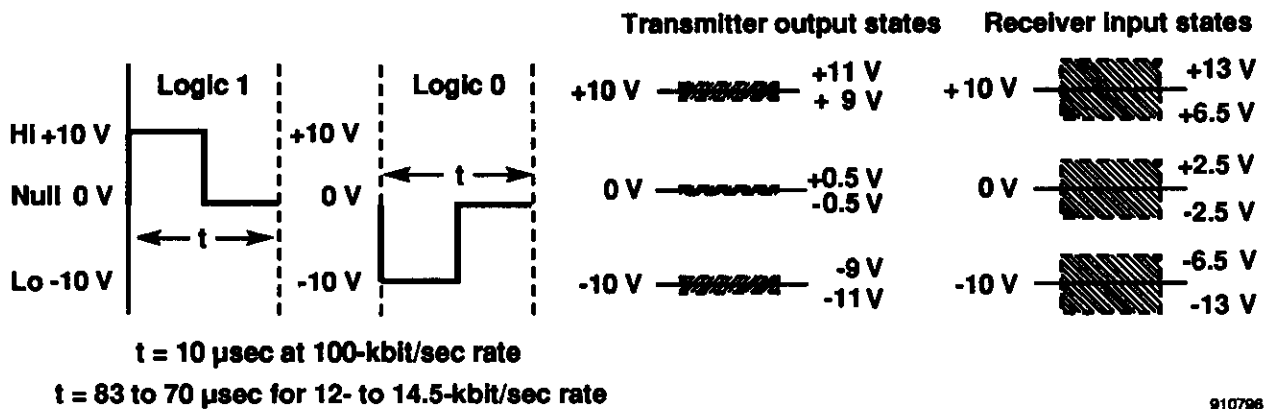 Transmitter output states
Receiver input states
Logic 1
Logic 0
Hi +10 V
Null 0 V
Lo -10 V
t
+10 V
0 V
-10 V
t
+10 V
+11 V
+ 9 V
0 V
+0.5 V
-0.5 V
-10 V
-9 V
-11 V
+10 V
+13 V
+6.5 V
0 V
+2.5 V
-2.5 V
-10 V
-6.5 V
-13 V
t = 10 µsec at 100-kbit/sec rate
t = 83 to 70 µsec for 12- to 14.5-kbit/sec rate
910796